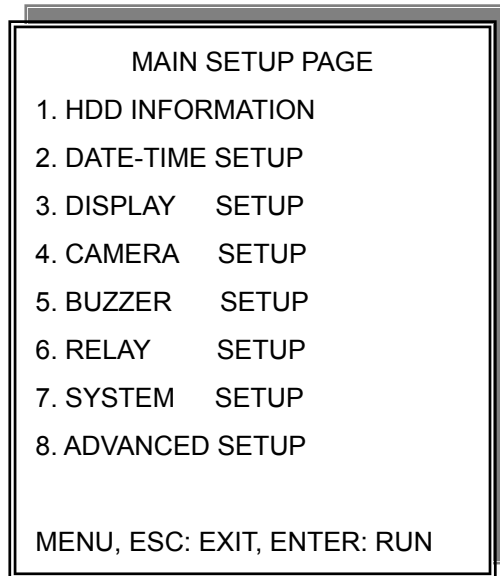 MAIN SETUP PAGE
1. HDD INFORMATION
2. DATE-TIME SETUP
3. DISPLAY SETUP
4. CAMERA SETUP
5. BUZZER SETUP
6. RELAY SETUP
7. SYSTEM SETUP
8. ADVANCED SETUP
MENU, ESC: EXIT, ENTER: RUN